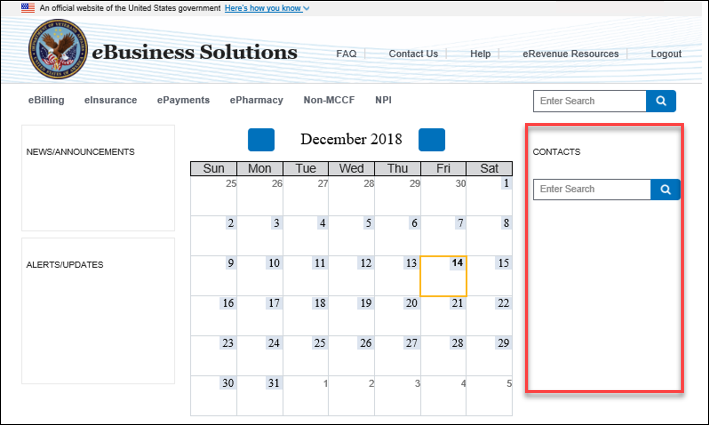 An official website of the United States government Here's how you know
eBusiness Solutions
FAQ Contact Us Help eRevenue Resources Logout
eBilling eInsurance ePayments ePharmacy Non-MCCF NPI
Enter Search
NEWS/ANNOUNCEMENTS
ALERTS/UPDATES
December 2018
Sun Mon Tue Wed Thu Fri Sat
25 26 27 28 29 30 1
2 3 4 5 6 7 8
9 10 11 12 13 14 15
16 17 18 19 20 21 22
23 24 25 26 27 28 29
30 31 1 2 3 4 5
CONTACTS
Enter Search